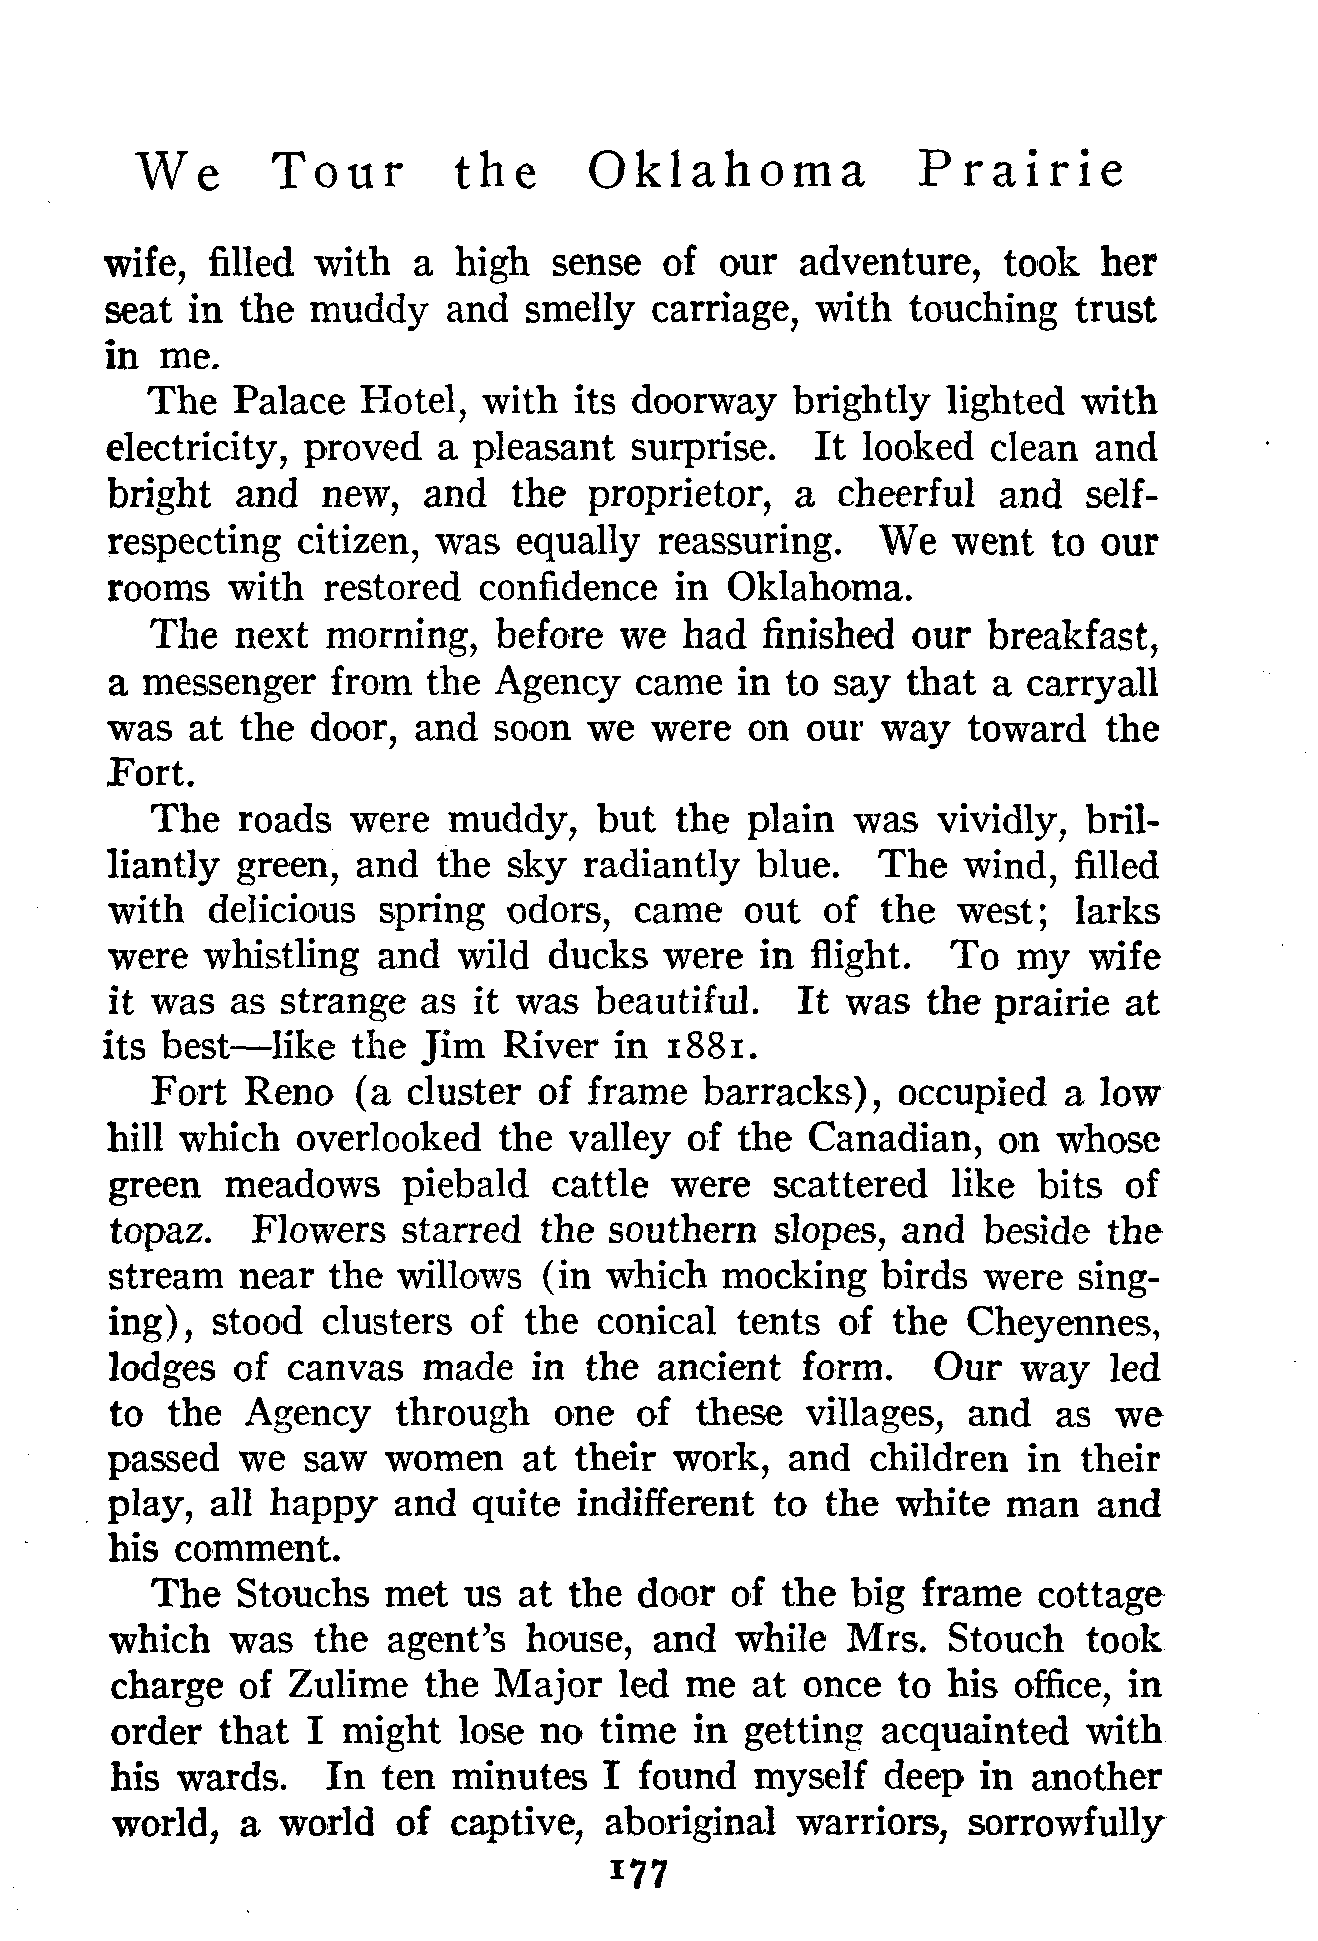 We Tour the Oklahoma Prairie
wife, filled with a high sense of our adventure, took her
seat in the muddy and smelly carriage, with touching trust
in me.
The Palace Hotel, with its doorway brightly lighted with
electricity, proved a pleasant surprise. It looked clean and
bright and new, and the proprietor, a cheerful and self-
respecting citizen, was equally reassuring. We went to our
rooms with restored confidence in Oklahoma.
The next morning, before we had finished our breakfast,
a messenger from the Agency came in to say that a carryall
was at the door, and soon we were on our way toward the
Fort.
The roads were muddy, but the plain was vividly, bril-
liantly green, and the sky radiantly blue. The wind, filled
with delicious spring odors, came out of the west; larks
were whistling and wild ducks were in flight. To my wife
it was as strange as it was beautiful. It was the prairie at
its best—like the Jim River in 1881.
Fort Reno (a cluster of frame barracks), occupied a low
hill which overlooked the valley of the Canadian, on whose
green meadows piebald cattle were scattered like bits of
topaz. Flowers starred the southern slopes, and beside the
stream near the willows (in which mocking birds were sing-
ing), stood clusters of the conical tents of the Cheyennes,
lodges of canvas made in the ancient form. Our way led
to the Agency through one of these villages, and as we
passed we saw women at their work, and children in their
play, all happy and quite indifferent to the white man and
his comment.
The Stouchs met us at the door of the big frame cottage
which was the agent's house, and while Mrs. Stouch took
charge of Zulime the Major led me at once to his office, in
order that I might lose no time in getting acquainted with
his wards. In ten minutes I found myself deep in another
world, a world of captive, aboriginal warriors, sorrowfully
177